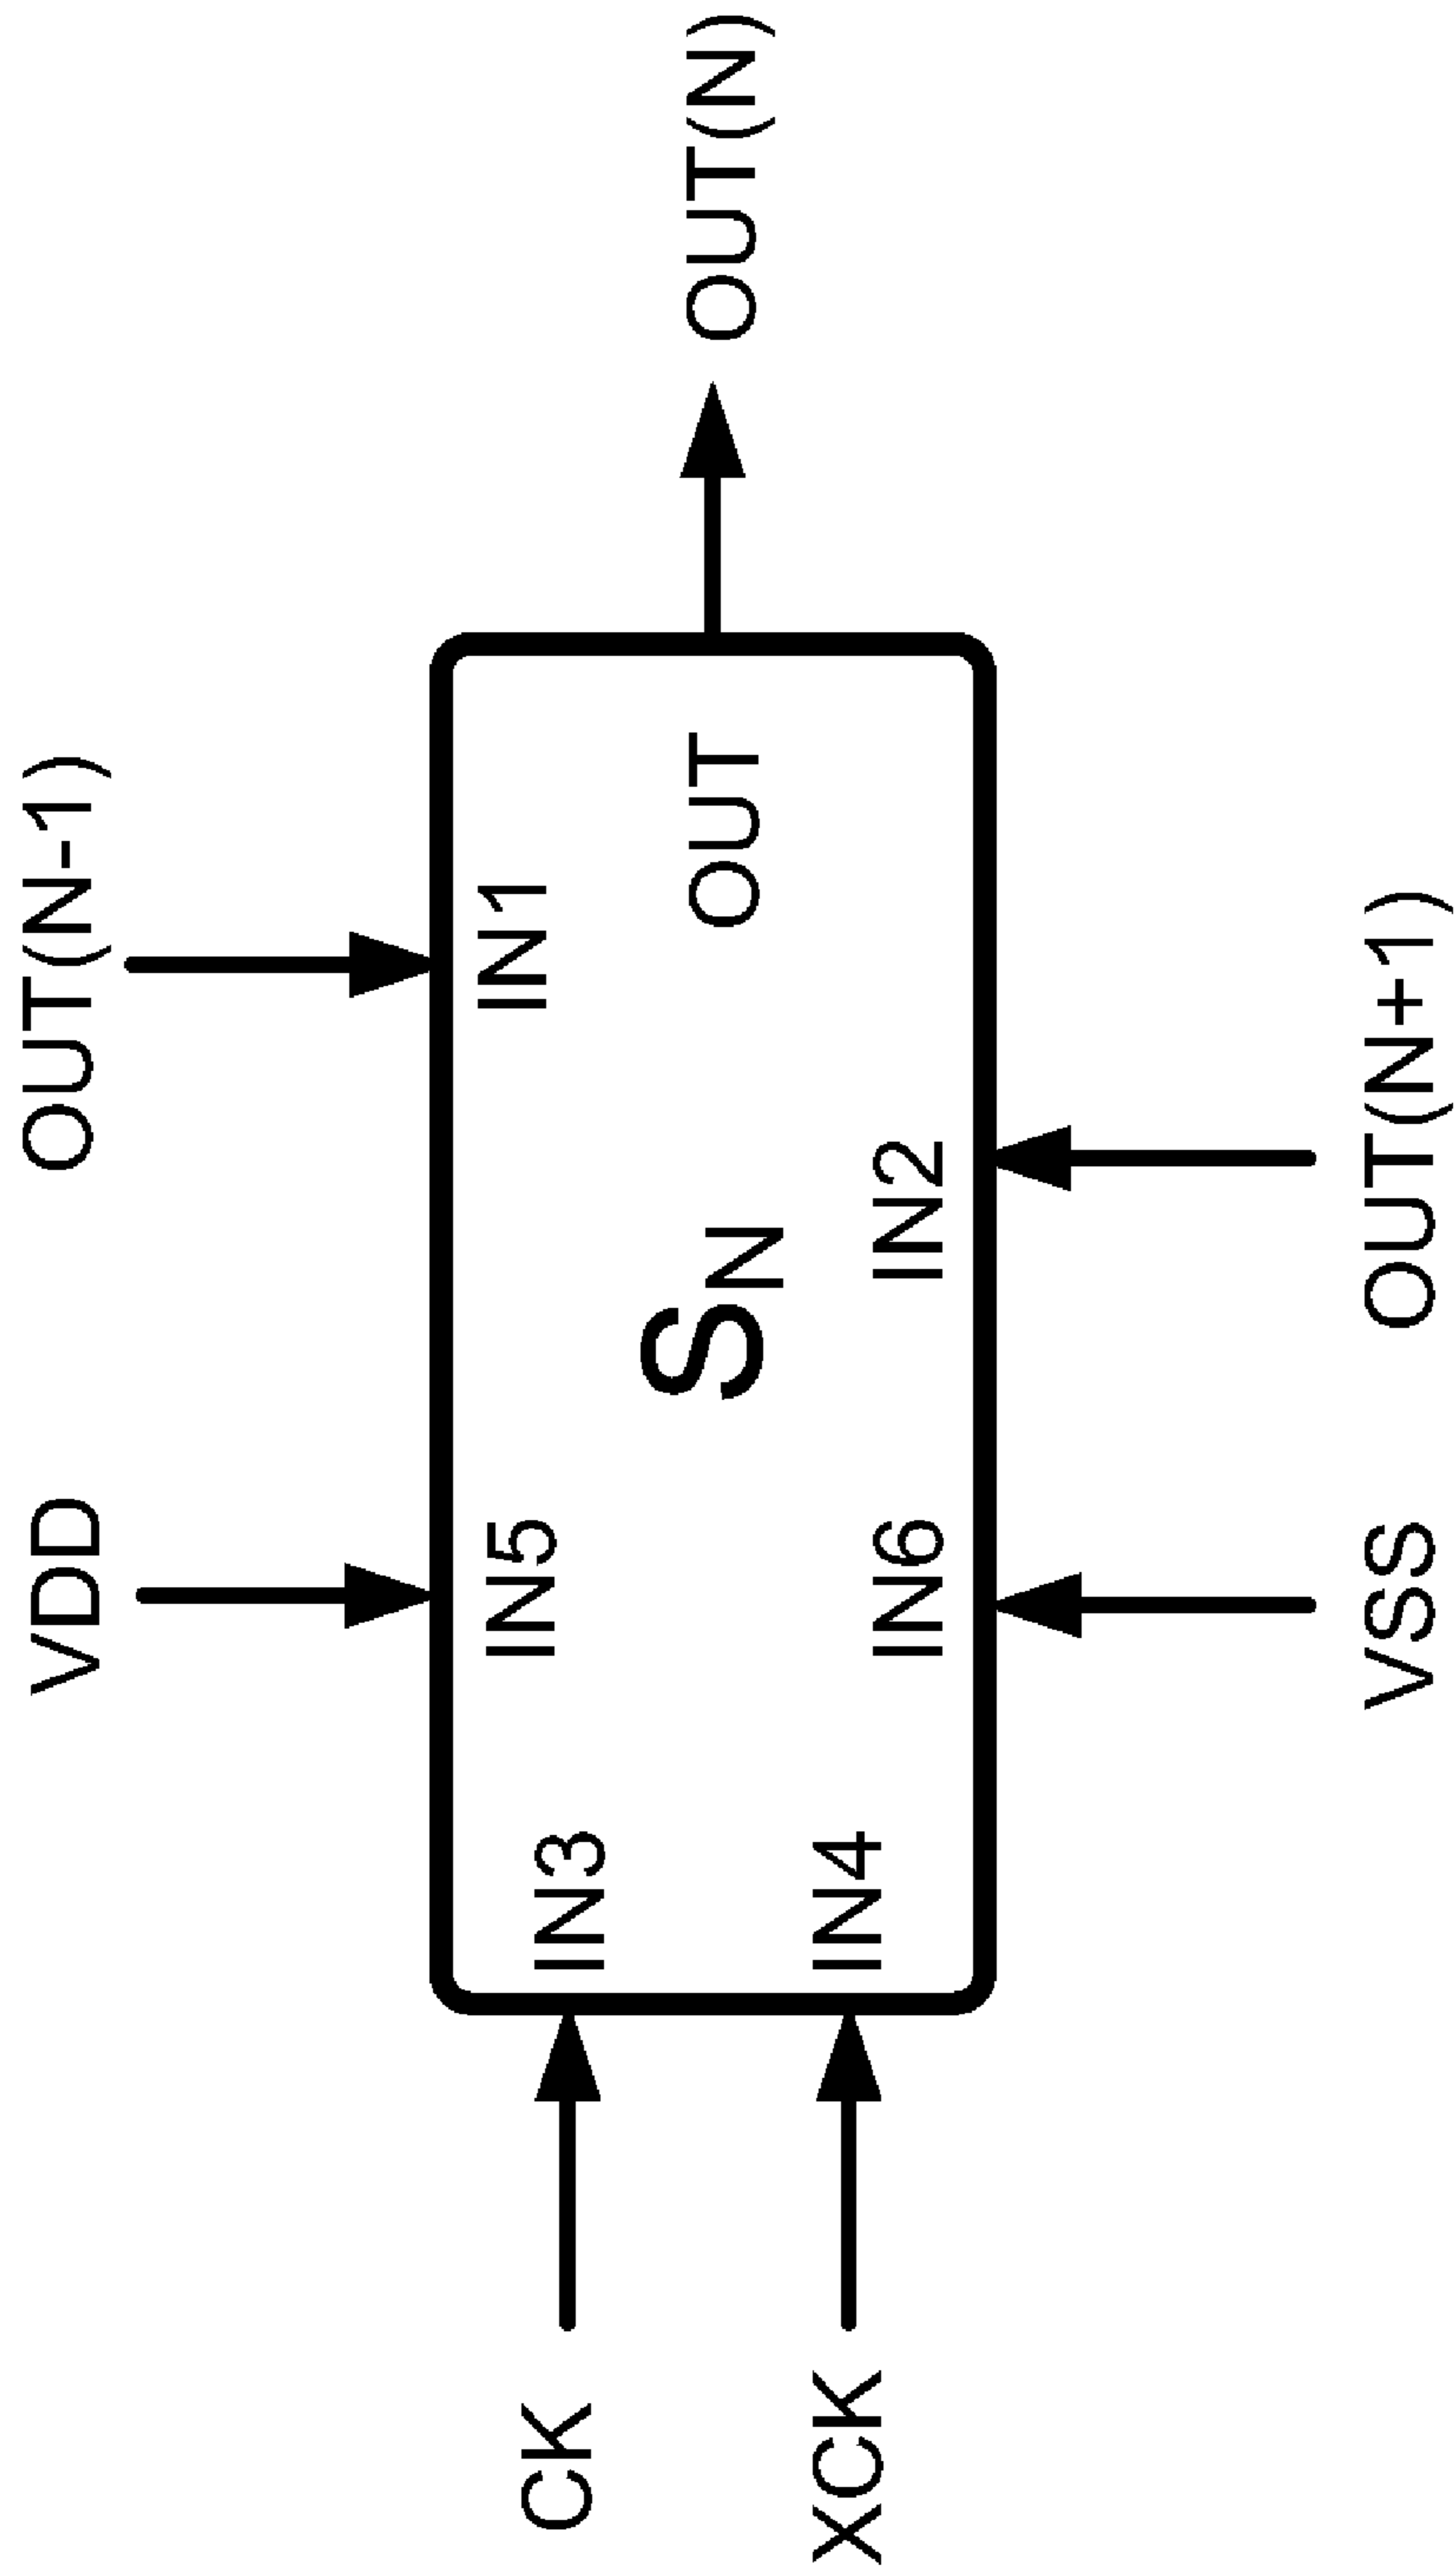 VDD
OUT(N-1)
IN5
IN1
CK
IN3
SN
OUT
OUT(N)
XCK
IN4
IN6
IN2
VSS
OUT(N+1)